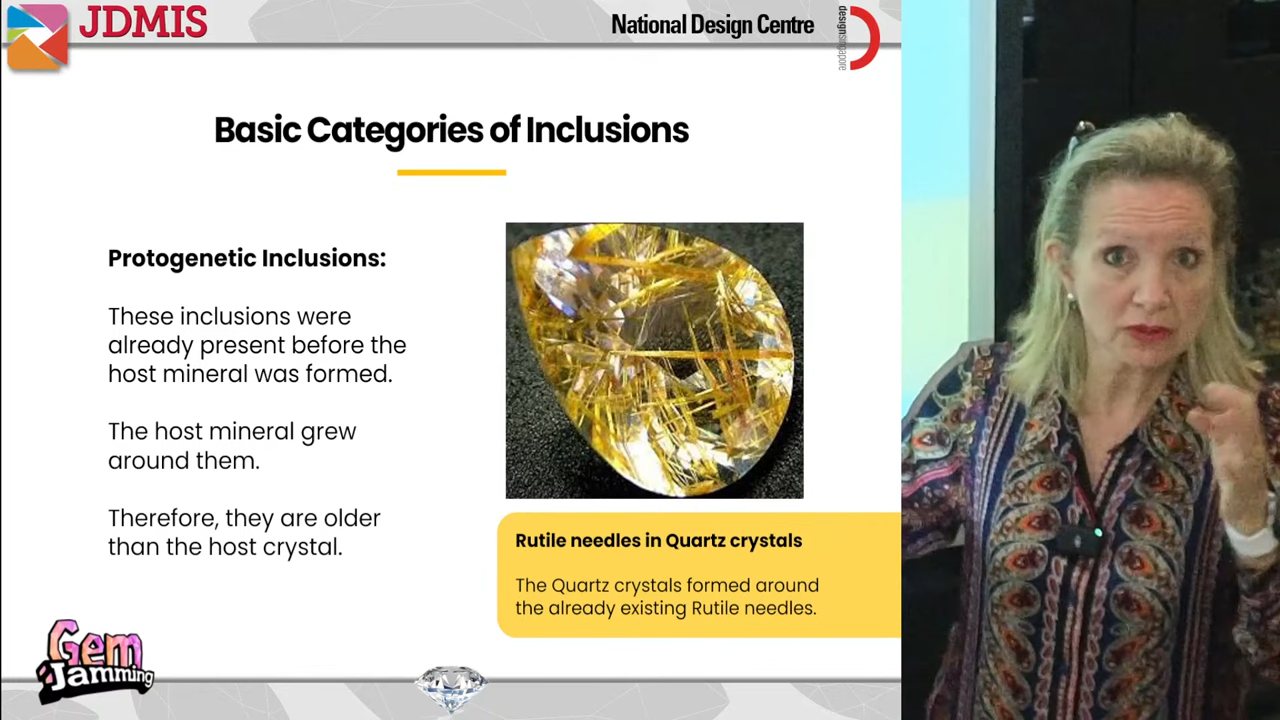 JDMIS
National Design Centre
designsingapore
Basic Categories of Inclusions
Protogenetic Inclusions:
These inclusions were
already present before the
host mineral was formed.
The host mineral grew
around them.
Therefore, they are older
than the host crystal.
Rutile needles in Quartz crystals
The Quartz crystals formed around
the already existing Rutile needles.
Gem
Jamming